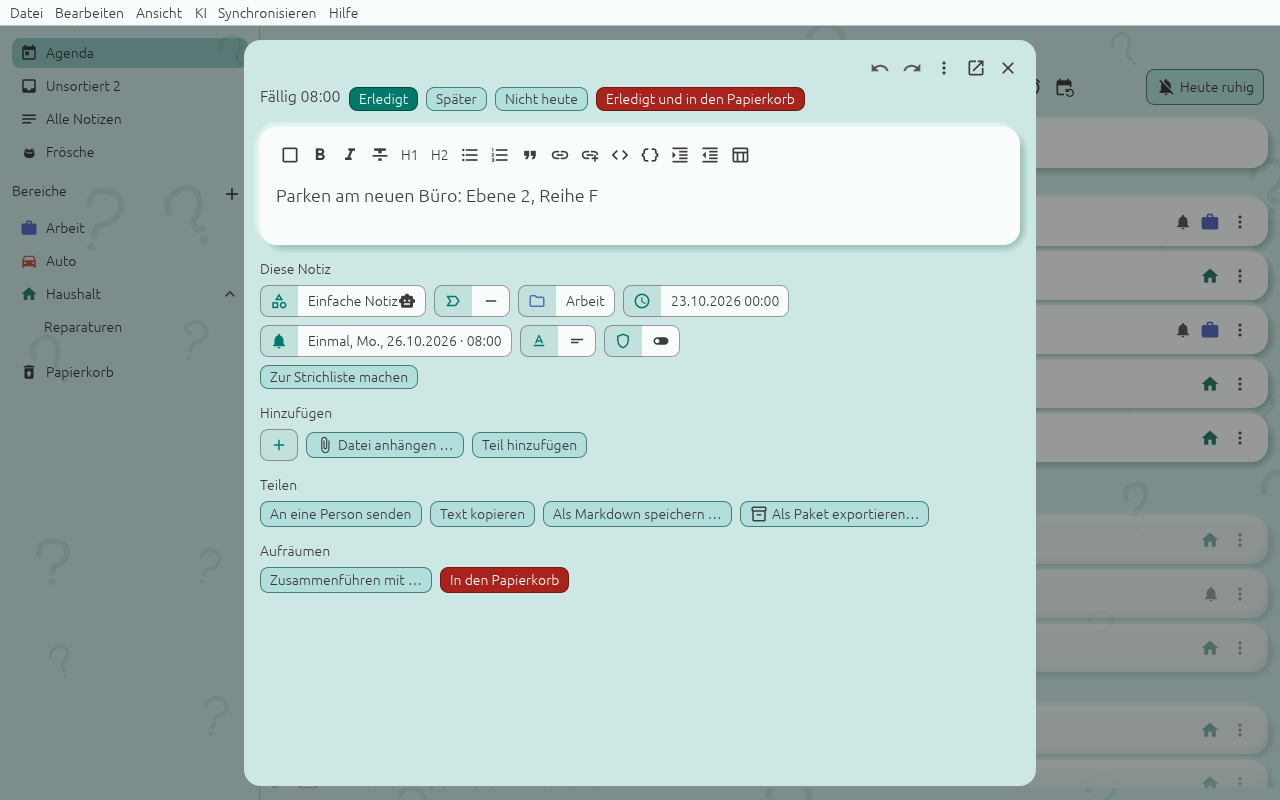 Datei Bearbeiten Ansicht KI Synchronisieren Hilfe
Agenda
Unsortiert 2
Alle Notizen
Frösche
Bereiche
Arbeit
Auto
Haushalt
Reparaturen
Papierkorb
Heute ruhig
Fällig 08:00 Erledigt Später Nicht heute Erledigt und in den Papierkorb
H1 H2
Parken am neuen Büro: Ebene 2, Reihe F
Diese Notiz
Einfache Notiz Arbeit 23.10.2026 00:00
Einmal, Mo., 26.10.2026 · 08:00
Zur Strichliste machen
Hinzufügen
Datei anhängen … Teil hinzufügen
Teilen
An eine Person senden Text kopieren Als Markdown speichern … Als Paket exportieren…
Aufräumen
Zusammenführen mit … In den Papierkorb